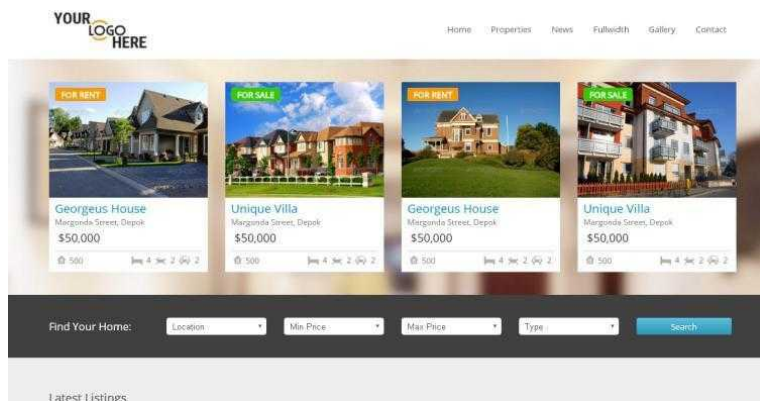 YOUR
LOGO
HERE
Home Properties News Fullwidth Gallery Contact
FOR RENT
Georgeus House
Margonda Street, Depok
$50,000
500 4 2 2
FOR SALE
Unique Villa
Margonda Street, Depok
$50,000
500 4 2 2
FOR RENT
Georgeus House
Margonda Street, Depok
$50,000
500 4 2 2
FOR SALE
Unique Villa
Margonda Street, Depok
$50,000
500 4 2 2
Find Your Home: Location Min Price Max Price Type Search
Latest Listings